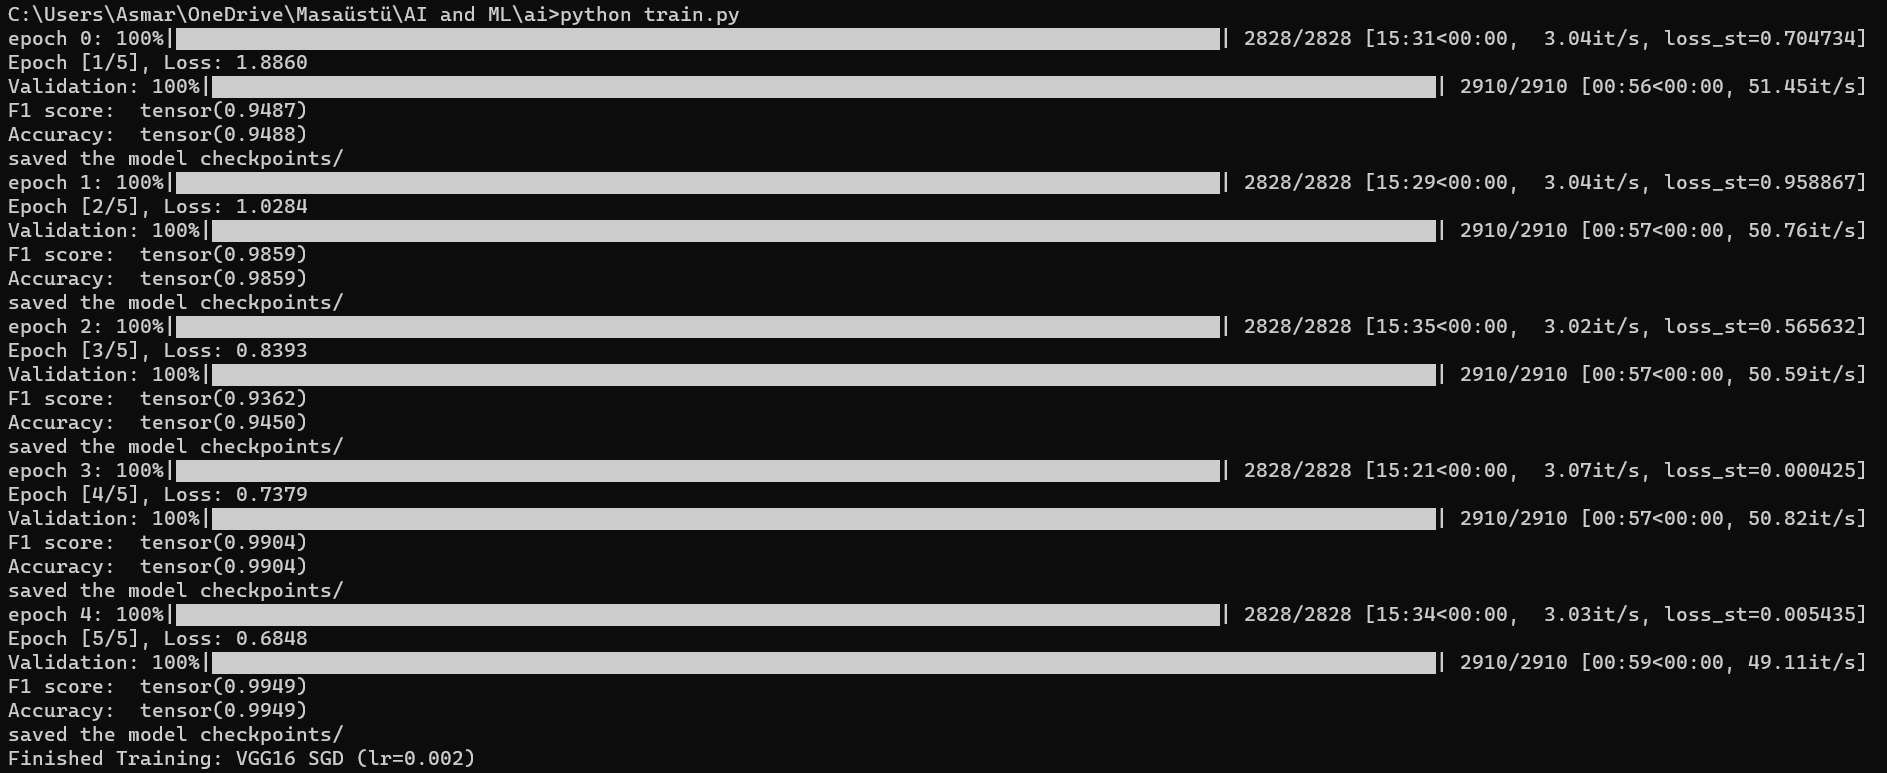 C:\Users\Asmar\OneDrive\Masaüstü\AI and ML\ai>python train.py
epoch 0: 100%|| 2828/2828 [15:31<00:00,  3.04it/s, loss_st=0.704734]
Epoch [1/5], Loss: 1.8860
Validation: 100%|| 2910/2910 [00:56<00:00, 51.45it/s]
F1 score:  tensor(0.9487)
Accuracy:  tensor(0.9488)
saved the model checkpoints/
epoch 1: 100%|| 2828/2828 [15:29<00:00,  3.04it/s, loss_st=0.958867]
Epoch [2/5], Loss: 1.0284
Validation: 100%|| 2910/2910 [00:57<00:00, 50.76it/s]
F1 score:  tensor(0.9859)
Accuracy:  tensor(0.9859)
saved the model checkpoints/
epoch 2: 100%|| 2828/2828 [15:35<00:00,  3.02it/s, loss_st=0.565632]
Epoch [3/5], Loss: 0.8393
Validation: 100%|| 2910/2910 [00:57<00:00, 50.59it/s]
F1 score:  tensor(0.9362)
Accuracy:  tensor(0.9450)
saved the model checkpoints/
epoch 3: 100%|| 2828/2828 [15:21<00:00,  3.07it/s, loss_st=0.000425]
Epoch [4/5], Loss: 0.7379
Validation: 100%|| 2910/2910 [00:57<00:00, 50.82it/s]
F1 score:  tensor(0.9904)
Accuracy:  tensor(0.9904)
saved the model checkpoints/
epoch 4: 100%|| 2828/2828 [15:34<00:00,  3.03it/s, loss_st=0.005435]
Epoch [5/5], Loss: 0.6848
Validation: 100%|| 2910/2910 [00:59<00:00, 49.11it/s]
F1 score:  tensor(0.9949)
Accuracy:  tensor(0.9949)
saved the model checkpoints/
Finished Training: VGG16 SGD (lr=0.002)